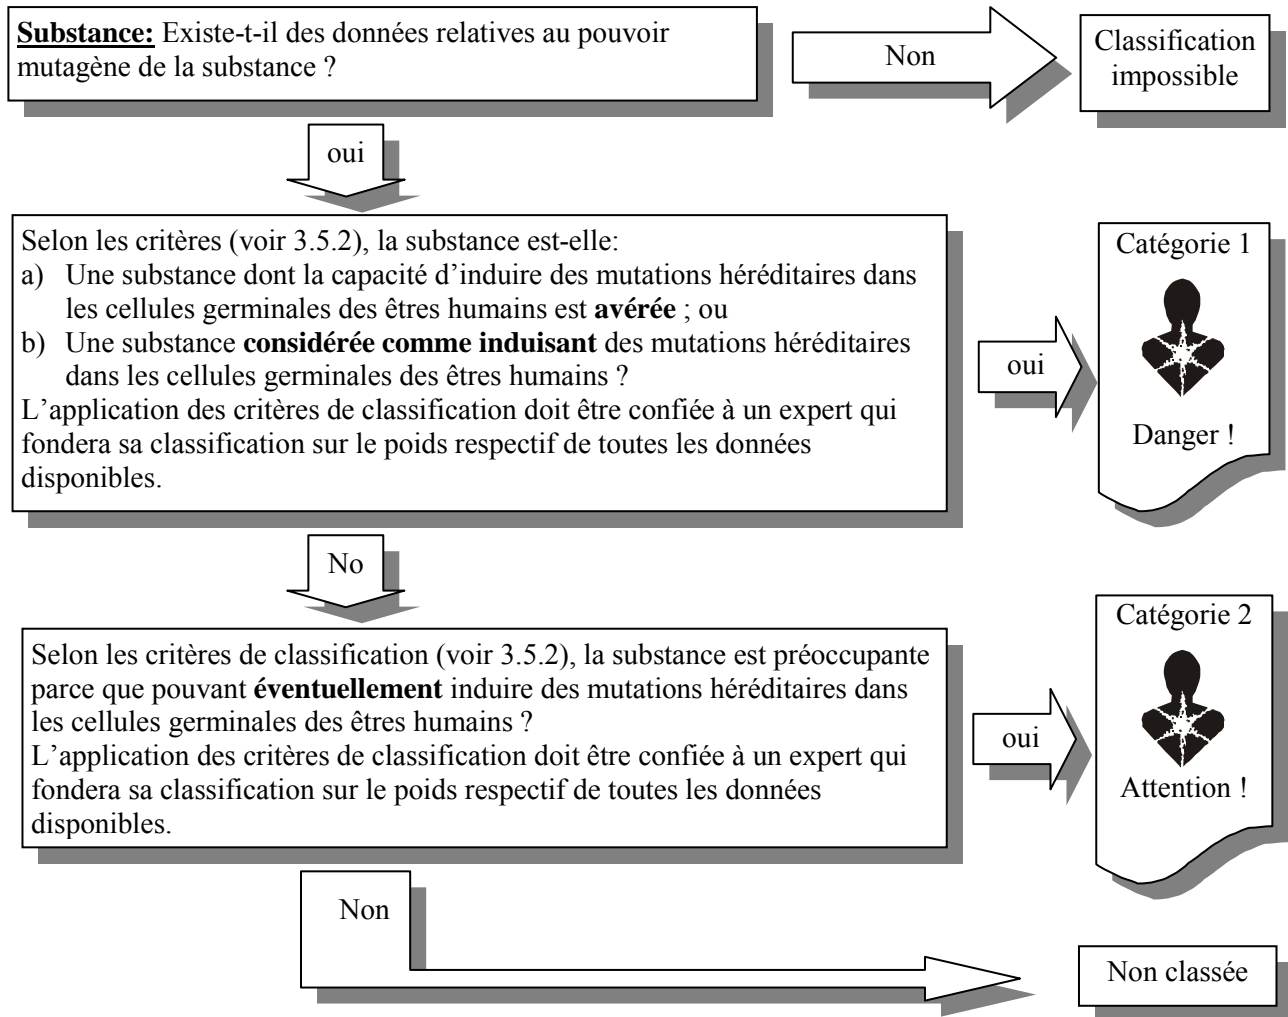 Substance: Existe-t-il des données relatives au pouvoir
mutagène de la substance ?
Non
Classification
impossible
oui
Selon les critères (voir 3.5.2), la substance est-elle:
a) Une substance dont la capacité d’induire des mutations héréditaires dans
les cellules germinales des êtres humains est avérée ; ou
b) Une substance considérée comme induisant des mutations héréditaires
dans les cellules germinales des êtres humains ?
L’application des critères de classification doit être confiée à un expert qui
fondera sa classification sur le poids respectif de toutes les données
disponibles.
oui
Catégorie 1
Danger !
No
Selon les critères de classification (voir 3.5.2), la substance est préoccupante
parce que pouvant éventuellement induire des mutations héréditaires dans
les cellules germinales des êtres humains ?
L’application des critères de classification doit être confiée à un expert qui
fondera sa classification sur le poids respectif de toutes les données
disponibles.
oui
Catégorie 2
Attention !
Non
Non classée